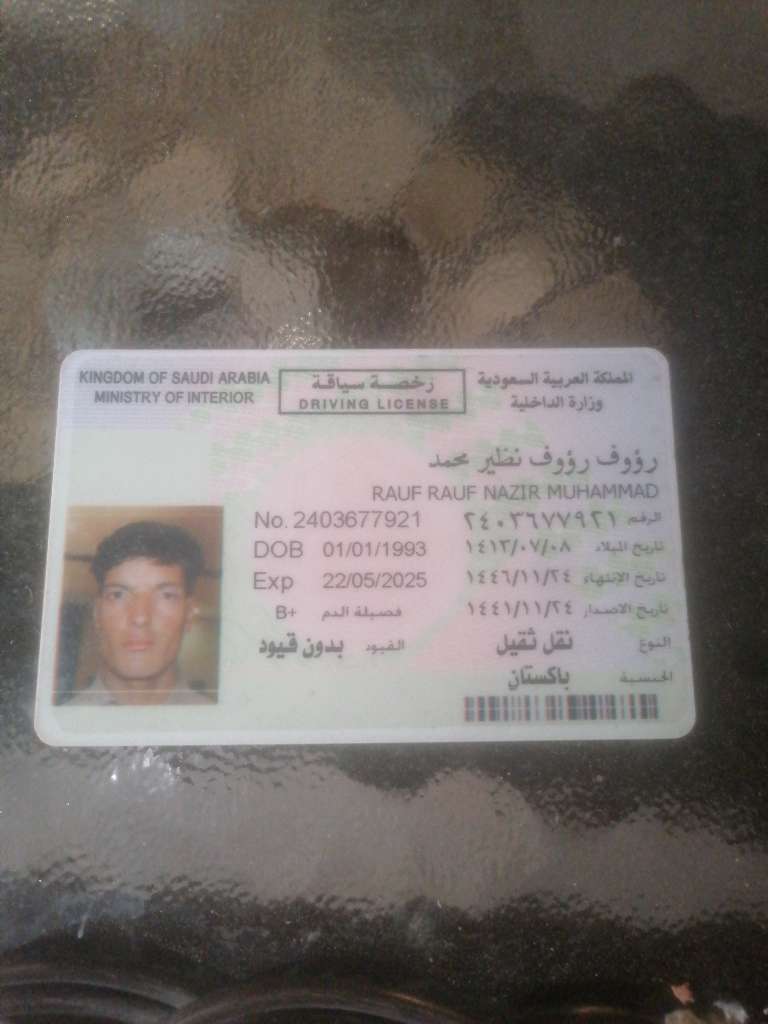 KINGDOM OF SAUDI ARABIA
MINISTRY OF INTERIOR
رخصة سياقة
DRIVING LICENSE
المملكة العربية السعودية
وزارة الداخلية
رؤوف رؤوف نظير محمد
RAUF RAUF NAZIR MUHAMMAD
No. 2403677921 الرقم ٢٤٠٣٦٧٧٩٢١
DOB 01/01/1993 تاريخ الميلاد ١٤١٣/٠٧/٠٨
Exp 22/05/2025 تاريخ الإنتهاء ١٤٤٦/١١/٢٤
تاريخ الاصدار ١٤٤١/١١/٢٤ فصيلة الدم B+
النوع نقل ثقيل القيود بدون قيود
الجنسية باكستان